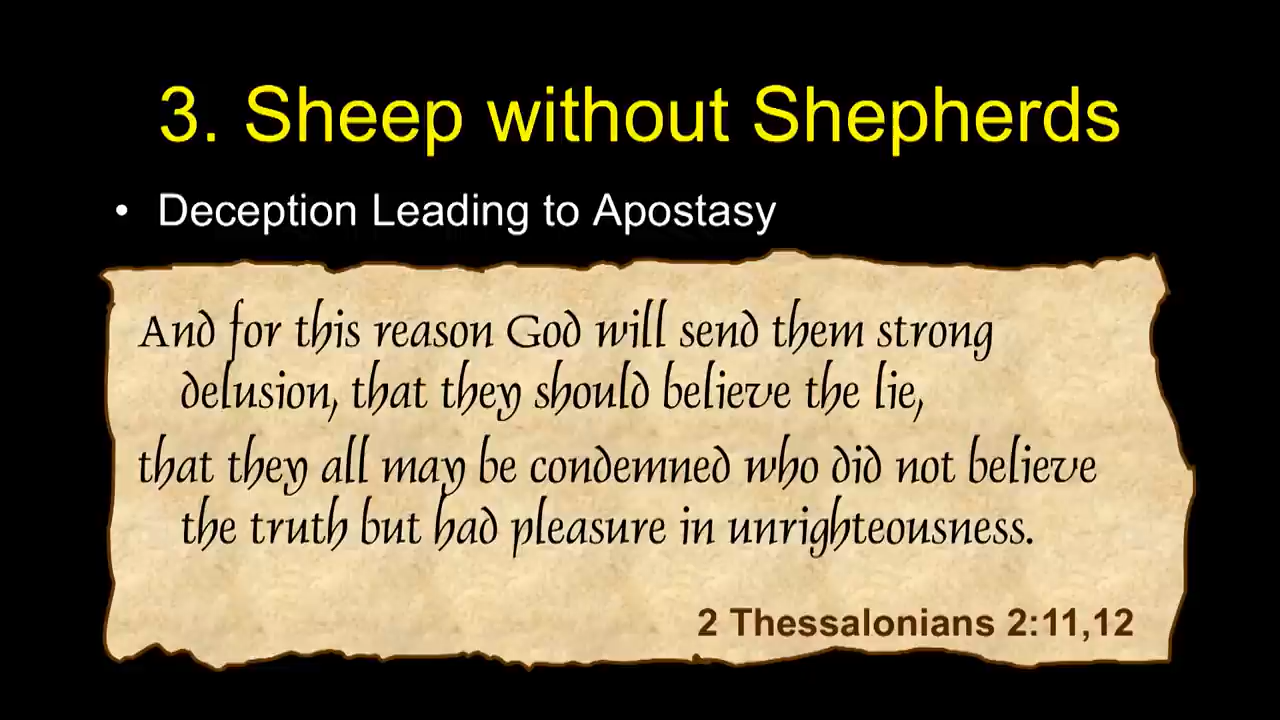 3. Sheep without Shepherds
• Deception Leading to Apostasy
And for this reason God will send them strong
delusion, that they should believe the lie,
that they all may be condemned who did not believe
the truth but had pleasure in unrighteousness.
2 Thessalonians 2:11,12